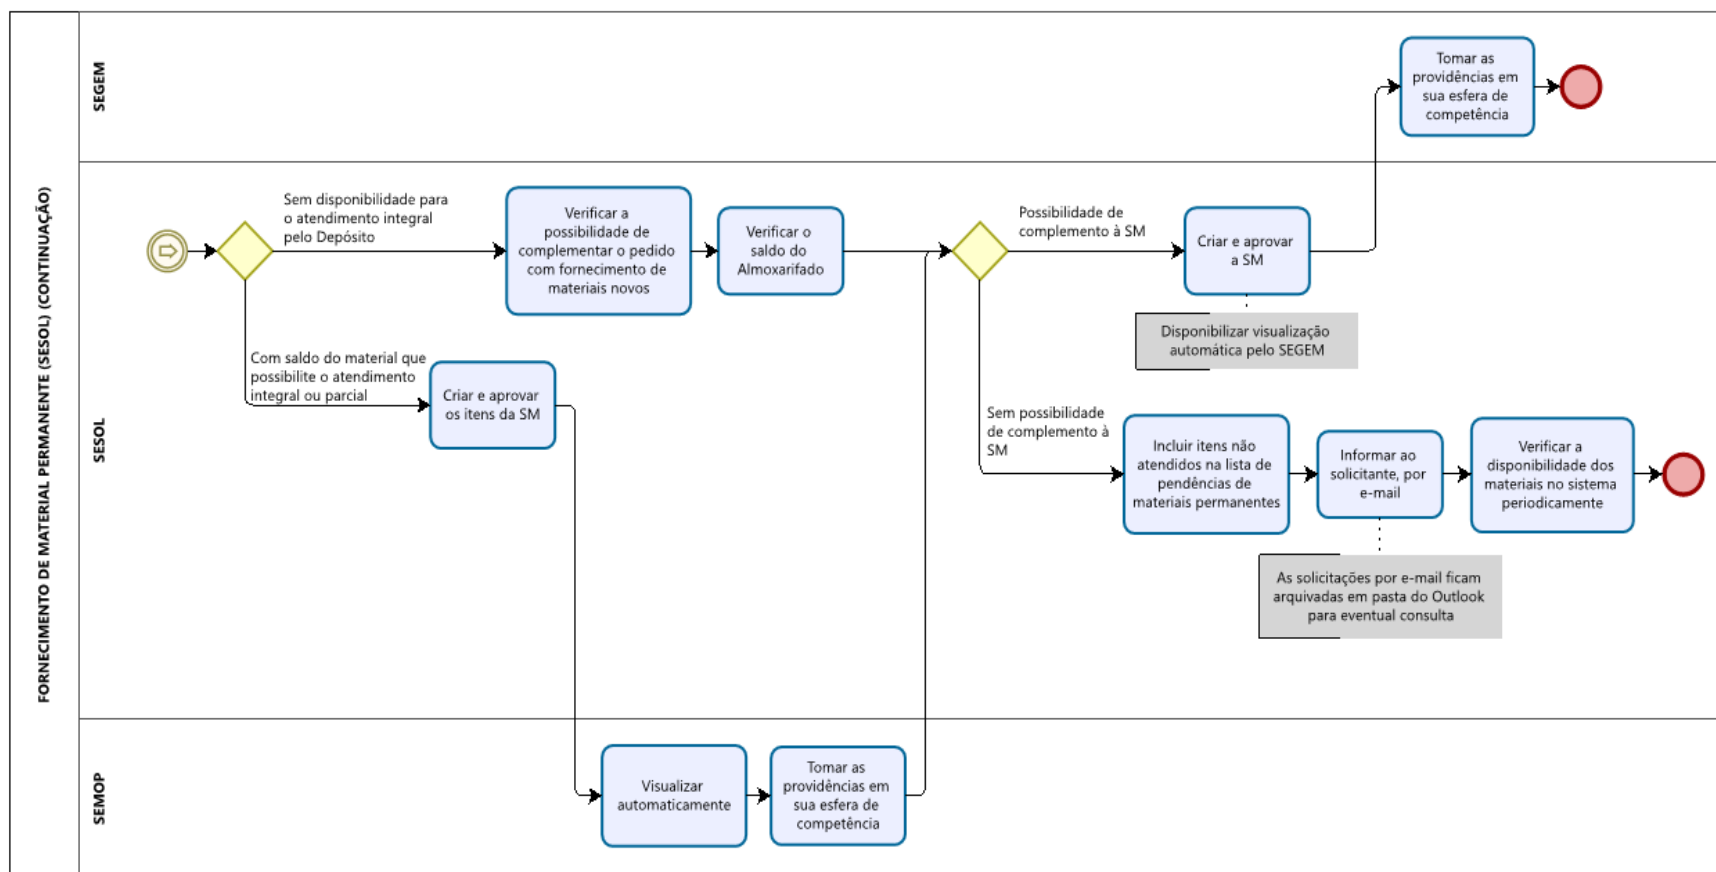 FORNECIMENTO DE MATERIAL PERMANENTE (SESOL) (CONTINUAÇÃO)
SEGEM
Tomar as
providências em
sua esfera de
competência
SESOL
Sem disponibilidade para
o atendimento integral
pelo Depósito
Verificar a
possibilidade de
complementar o pedido
com fornecimento de
materiais novos
Verificar o
saldo do
Almoxarifado
Possibilidade de
complemento à SM
Criar e aprovar
a SM
Disponibilizar visualização
automática pelo SEGEM
Com saldo do material que
possibilite o atendimento
integral ou parcial
Criar e aprovar
os itens da SM
Sem possibilidade
de complemento à
SM
Incluir itens não
atendidos na lista de
pendências de
materiais permanentes
Informar ao
solicitante, por
e-mail
Verificar a
disponibilidade dos
materiais no sistema
periodicamente
As solicitações por e-mail ficam
arquivadas em pasta do Outlook
para eventual consulta
SEMOP
Visualizar
automaticamente
Tomar as
providências em
sua esfera de
competência